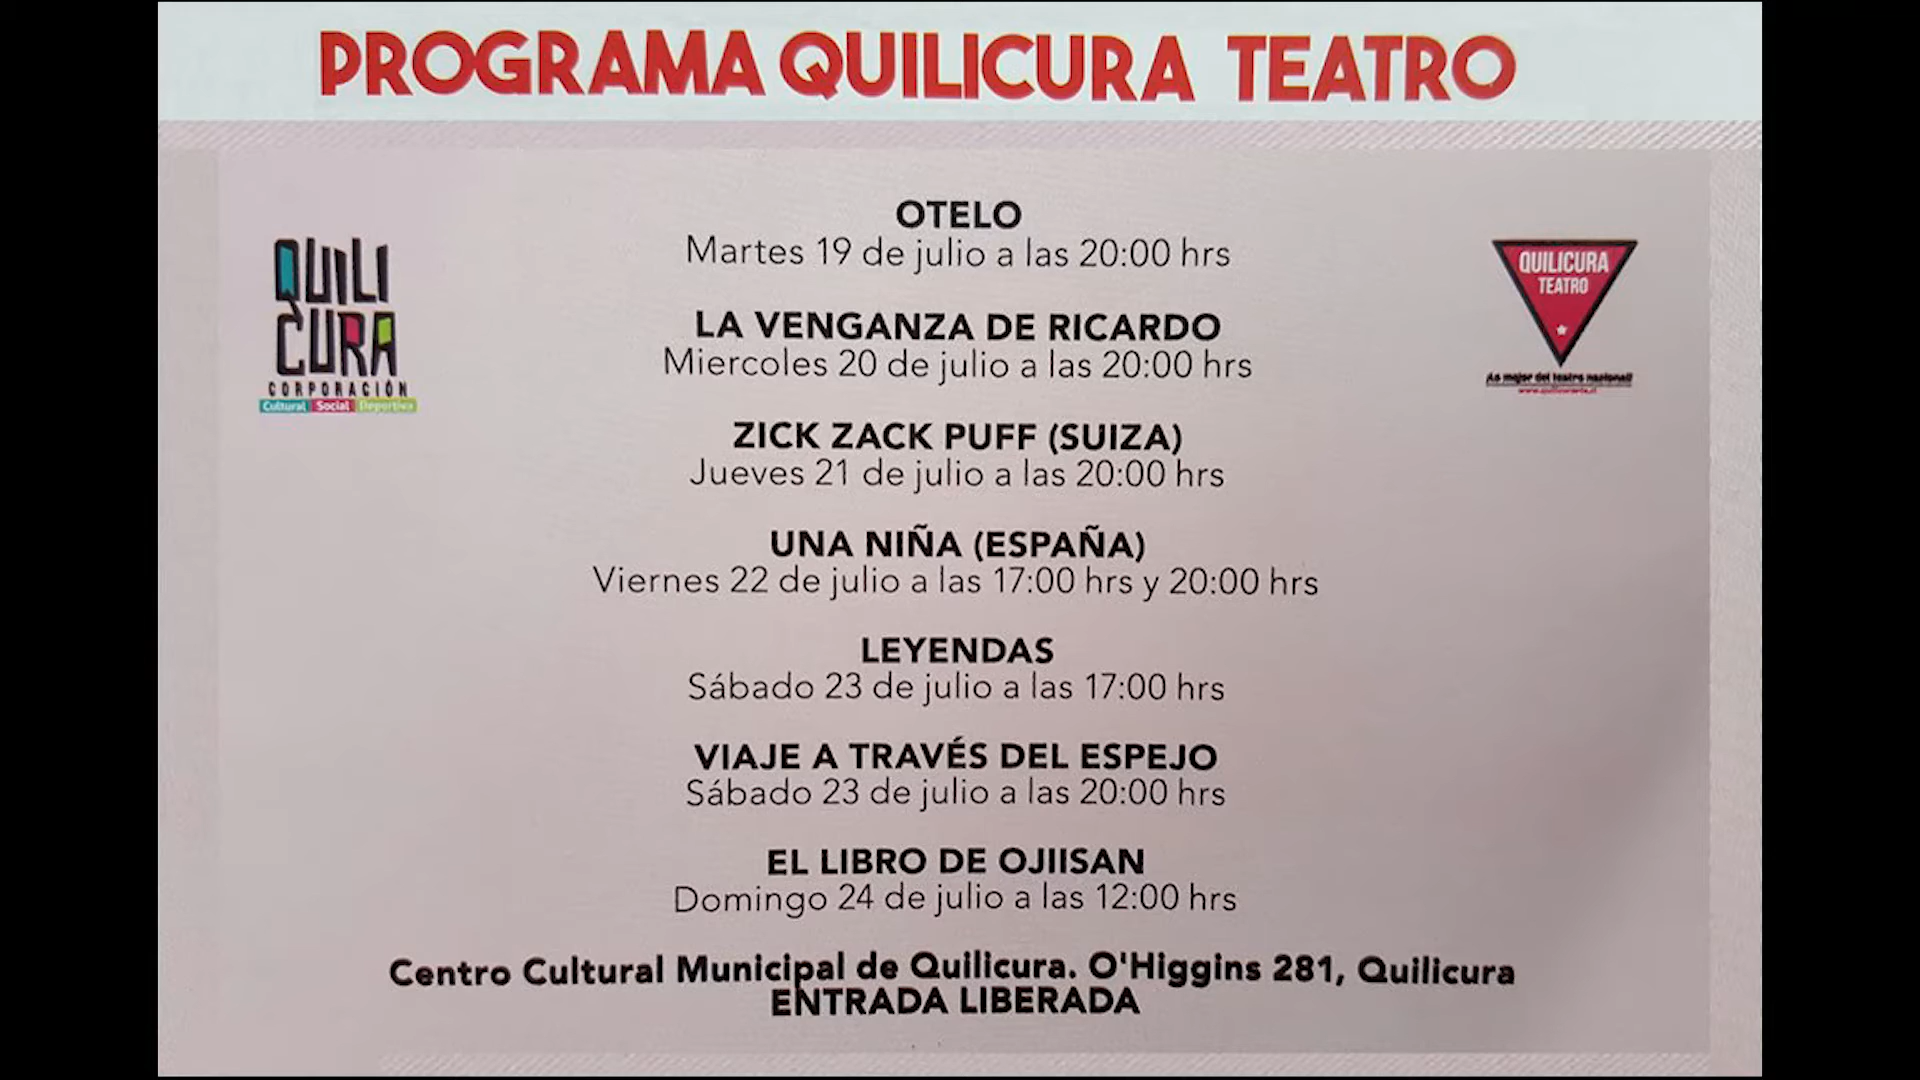 PROGRAMA QUILICURA TEATRO
OTELO
Martes 19 de julio a las 20:00 hrs
LA VENGANZA DE RICARDO
Miercoles 20 de julio a las 20:00 hrs
ZICK ZACK PUFF (SUIZA)
Jueves 21 de julio a las 20:00 hrs
UNA NIÑA (ESPAÑA)
Viernes 22 de julio a las 17:00 hrs y 20:00 hrs
LEYENDAS
Sábado 23 de julio a las 17:00 hrs
VIAJE A TRAVÉS DEL ESPEJO
Sábado 23 de julio a las 20:00 hrs
EL LIBRO DE OJIISAN
Domingo 24 de julio a las 12:00 hrs
Centro Cultural Municipal de Quilicura. O'Higgins 281, Quilicura
ENTRADA LIBERADA
QUILI
CURA
CORPORACIÓN
Cultural Social Deportiva
QUILICURA
TEATRO
¡Lo mejor del teatro nacional!